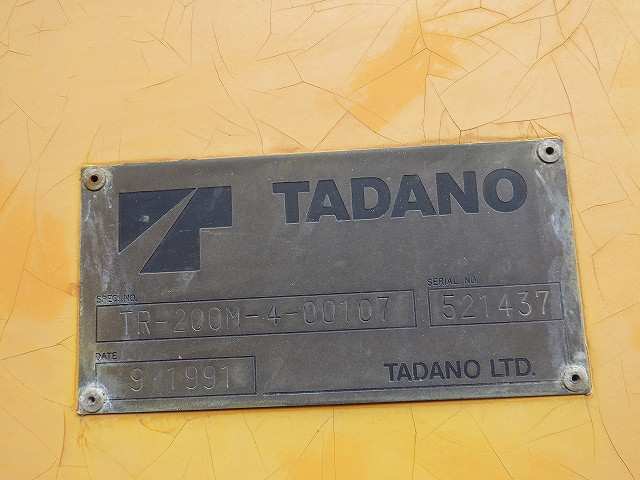 TADANO
SPEC. NO.
TR-200M-4-00107
SERIAL NO.
521437
DATE
9 1991
TADANO LTD.